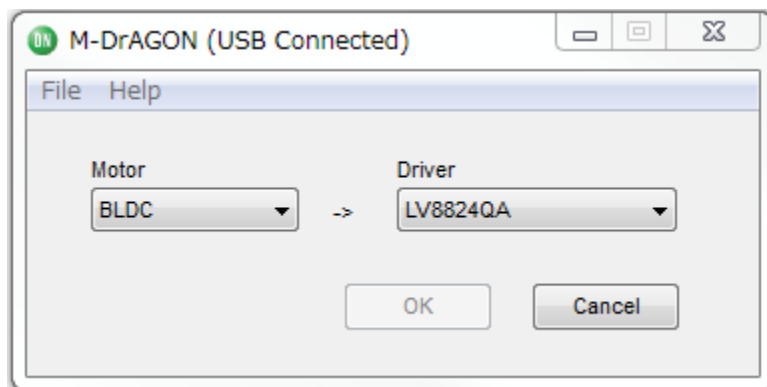 ON M-DrAGON (USB Connected)
File Help
Motor Driver
BLDC -> LV8824QA
OK Cancel